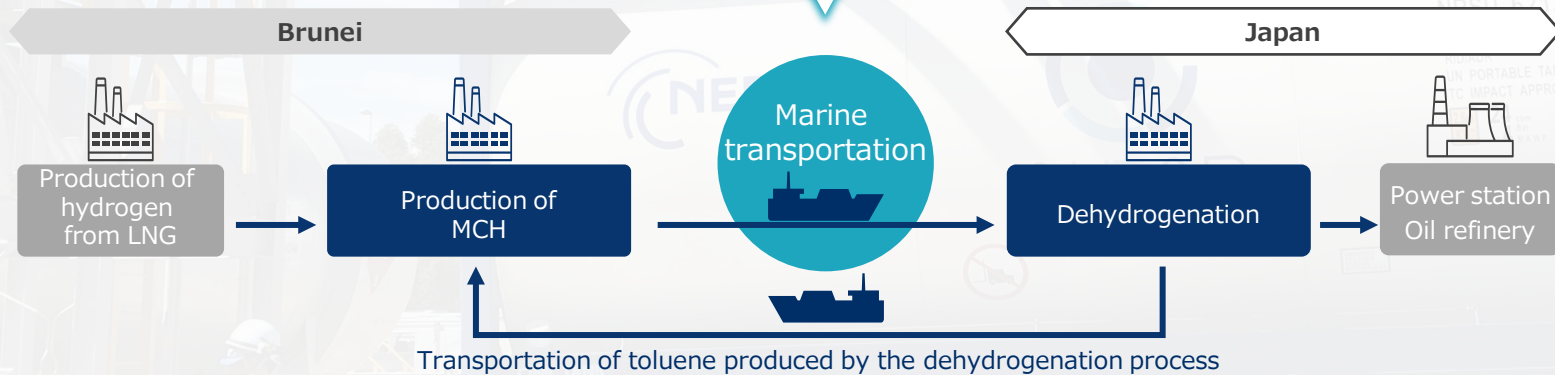 Brunei
Japan
Production of
hydrogen
from LNG
Production of
MCH
Marine
transportation
Dehydrogenation
Power station
Oil refinery
Transportation of toluene produced by the dehydrogenation process